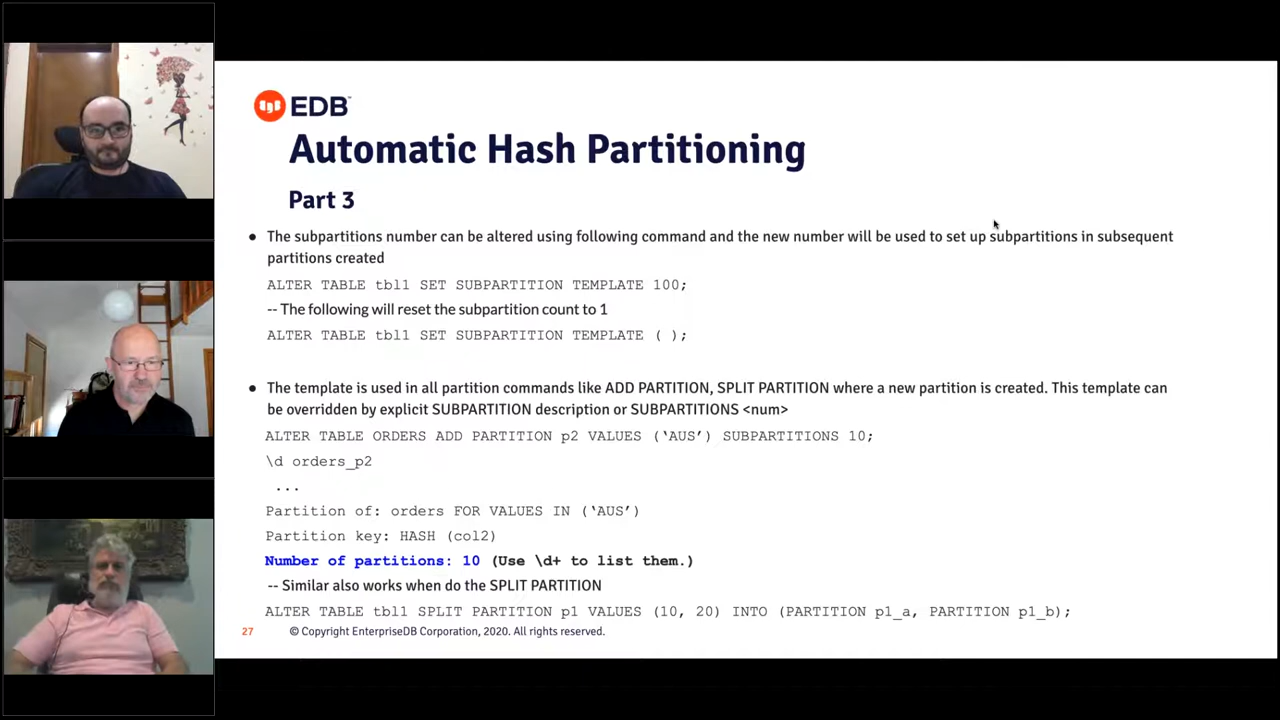 EDB™
Automatic Hash Partitioning
Part 3
● The subpartitions number can be altered using following command and the new number will be used to set up subpartitions in subsequent
partitions created
ALTER TABLE tbl1 SET SUBPARTITION TEMPLATE 100;
-- The following will reset the subpartition count to 1
ALTER TABLE tbl1 SET SUBPARTITION TEMPLATE ( );
● The template is used in all partition commands like ADD PARTITION, SPLIT PARTITION where a new partition is created. This template can
be overridden by explicit SUBPARTITION description or SUBPARTITIONS <num>
ALTER TABLE ORDERS ADD PARTITION p2 VALUES (‘AUS’) SUBPARTITIONS 10;
\d orders_p2
...
Partition of: orders FOR VALUES IN (‘AUS’)
Partition key: HASH (col2)
Number of partitions: 10 (Use \d+ to list them.)
-- Similar also works when do the SPLIT PARTITION
ALTER TABLE tbl1 SPLIT PARTITION p1 VALUES (10, 20) INTO (PARTITION p1_a, PARTITION p1_b);
27 © Copyright EnterpriseDB Corporation, 2020. All rights reserved.